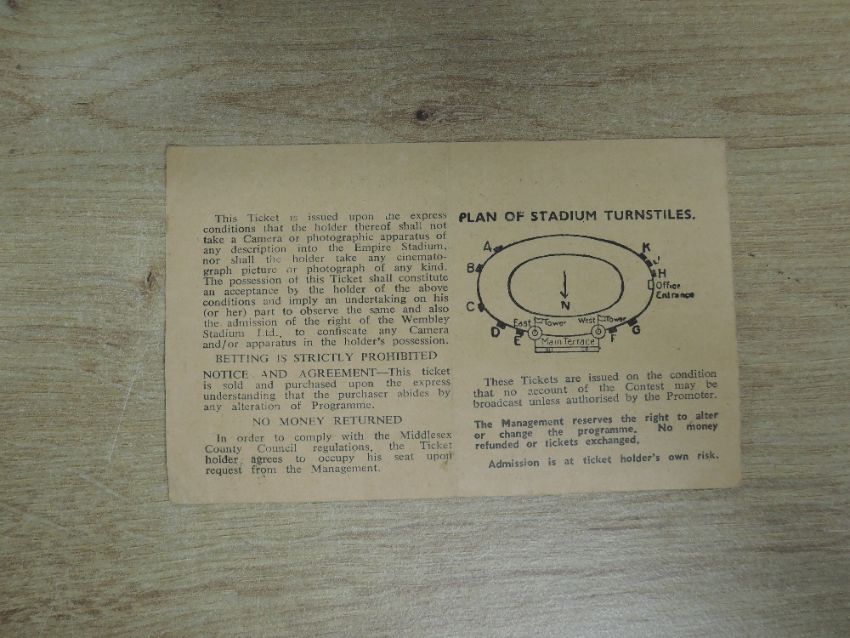 This Ticket is issued upon the express
conditions that the holder thereof shall not
take a Camera or photographic apparatus of
any description into the Empire Stadium,
nor shall the holder take any cinemato-
graph picture or photograph of any kind.
The possession of this Ticket shall constitute
an acceptance by the holder of the above
conditions and imply an undertaking on his
(or her) part to observe the same and also
the admission of the right of the Wembley
Stadium Ltd., to confiscate any Camera
and/or apparatus in the holder's possession.
BETTING IS STRICTLY PROHIBITED
NOTICE AND AGREEMENT—This ticket
is sold and purchased upon the express
understanding that the purchaser abides by
any alteration of Programme.
NO MONEY RETURNED
In order to comply with the Middlesex
County Council regulations, the Ticket
holder agrees to occupy his seat upon
request from the Management.
PLAN OF STADIUM TURNSTILES.
A
K
J
B
H
Office
Entrance
N
C
East Tower
West Tower
D
E
Main Terrace
F
G
These Tickets are issued on the condition
that no account of the Contest may be
broadcast unless authorised by the Promoter.
The Management reserves the right to alter
or change the programme. No money
refunded or tickets exchanged.
Admission is at ticket holder's own risk.